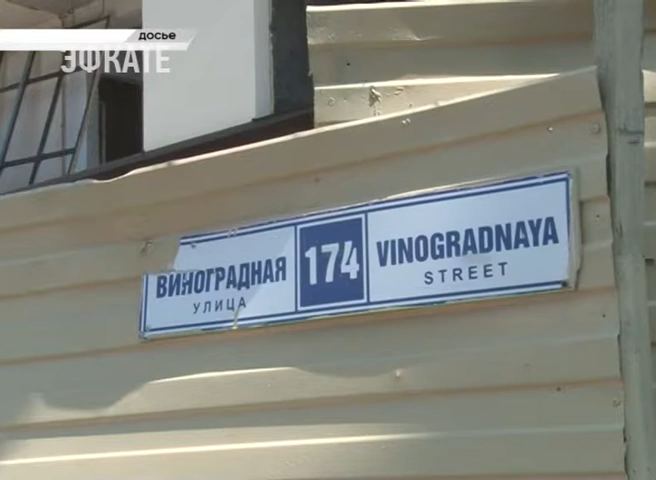 досье
ЭФКАТЕ
ВИНОГРАДНАЯ
УЛИЦА
174
VINOGRADNAYA
STREET